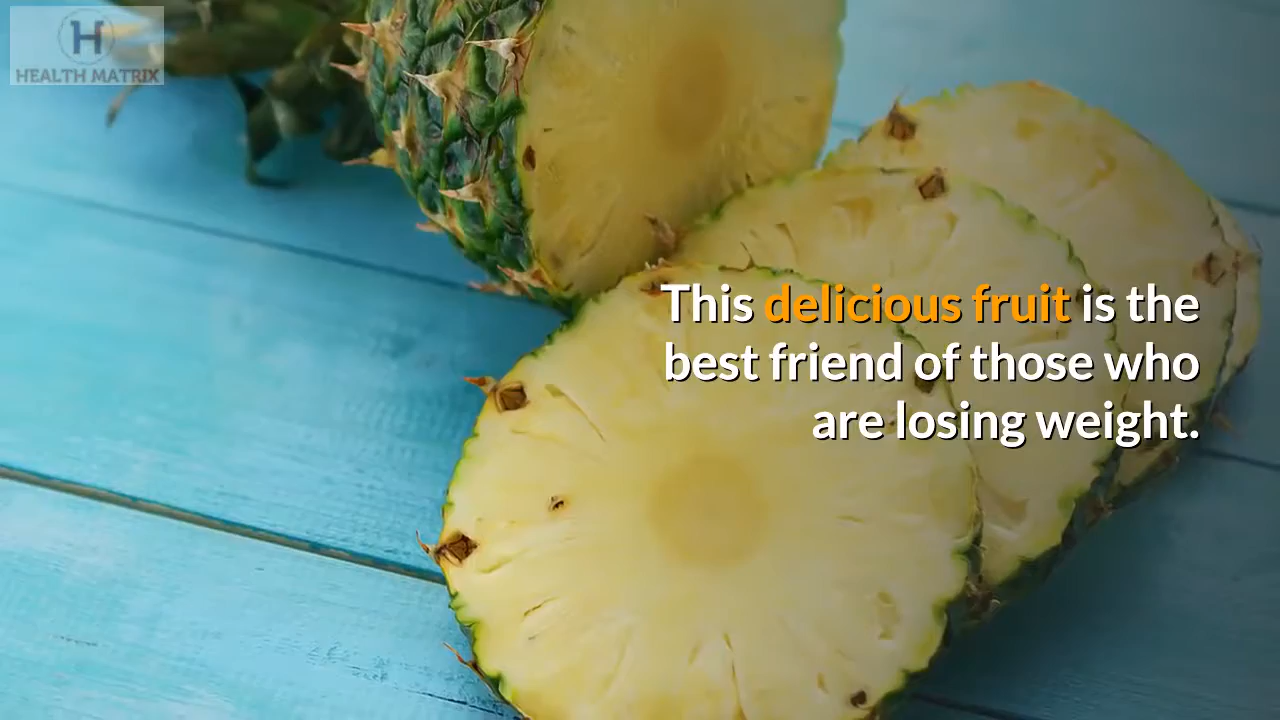 H
HEALTH MATRIX
This delicious fruit is the
best friend of those who
are losing weight.